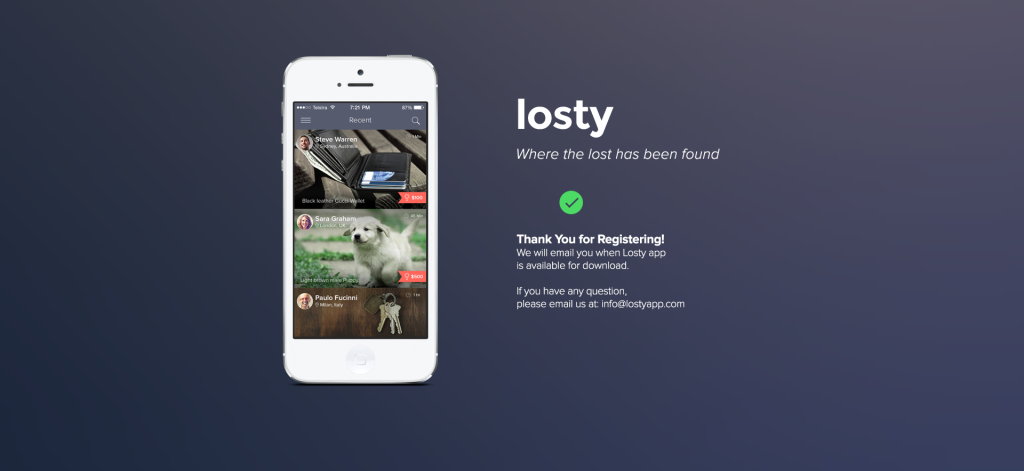 Telstra 7:21 PM 87%
Recent
Steve Warren
Sydney, Australia
Black leather Gucci Wallet
$100
Sara Graham
London, UK
Light brown male Puppy
$500
Paulo Fucinni
Milan, Italy
1 hr
losty
Where the lost has been found
Thank You for Registering!
We will email you when Losty app
is available for download.
If you have any question,
please email us at: info@lostyapp.com